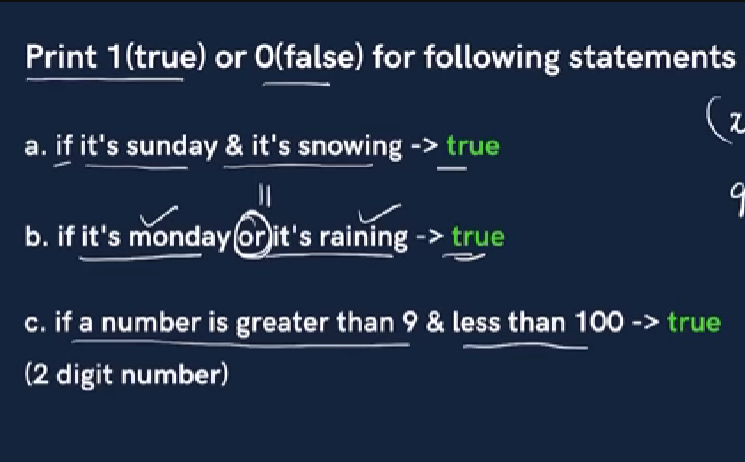 Print 1(true) or 0(false) for following statements
a. if it's sunday & it's snowing -> true
||
b. if it's monday or it's raining -> true
c. if a number is greater than 9 & less than 100 -> true
(2 digit number)